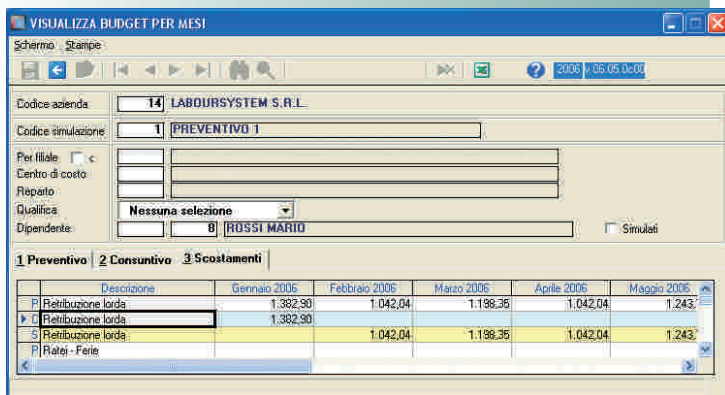 VISUALIZZA BUDGET PER MESI
Schermo Stampe
2006 v.06.05.0c00
Codice azienda 14 LABOURSYSTEM S.R.L.
Codice simulazione 1 PREVENTIVO 1
Per filiale c
Centro di costo
Reparto
Qualifica Nessuna selezione
Dipendente 8 ROSSI MARIO Simulati
1 Preventivo 2 Consuntivo 3 Scostamenti
Descrizione Gennaio 2006 Febbraio 2006 Marzo 2006 Aprile 2006 Maggio 2006
P Retribuzione lorda 1.382,90 1.042,04 1.198,35 1.042,04 1.243,
C Retribuzione lorda 1.382,90
S Retribuzione lorda 1.042,04 1.198,35 1.042,04 1.243,
P Ratei - Ferie